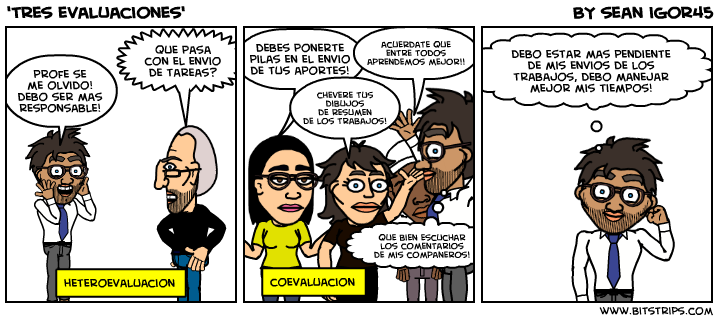 'TRES EVALUACIONES'
BY SEAN IGOR45
PROFE SE
ME OLVIDO!
DEBO SER MAS
RESPONSABLE!
QUE PASA
CON EL ENVIO
DE TAREAS?
HETEROEVALUACION
DEBES PONERTE
PILAS EN EL ENVIO
DE TUS APORTES!
ACUERDATE QUE
ENTRE TODOS
APRENDEMOS MEJOR!!
CHEVERE TUS
DIBUJOS
DE RESUMEN
DE LOS TRABAJOS!
QUE BIEN ESCUCHAR
LOS COMENTARIOS
DE MIS COMPANEROS!
COEVALUACION
DEBO ESTAR MAS PENDIENTE
DE MIS ENVIOS DE LOS
TRABAJOS, DEBO MANEJAR
MEJOR MIS TIEMPOS!
WWW.BITSTRIPS.COM